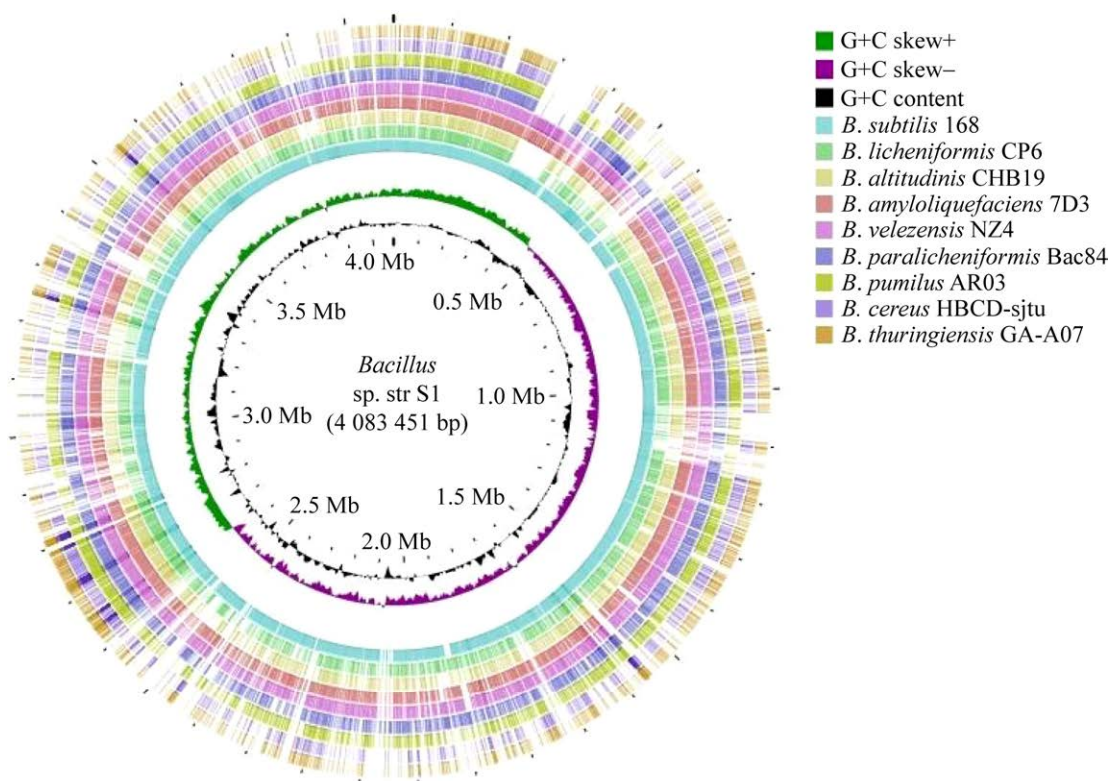 G+C skew+
G+C skew–
G+C content
B. subtilis 168
B. licheniformis CP6
B. altitudinis CHB19
B. amyloliquefaciens 7D3
B. velezensis NZ4
B. paralicheniformis Bac84
B. pumilus AR03
B. cereus HBCD-sjtu
B. thuringiensis GA-A07
4.0 Mb
0.5 Mb
3.5 Mb
Bacillus
sp. str S1
(4 083 451 bp)
1.0 Mb
3.0 Mb
1.5 Mb
2.5 Mb
2.0 Mb